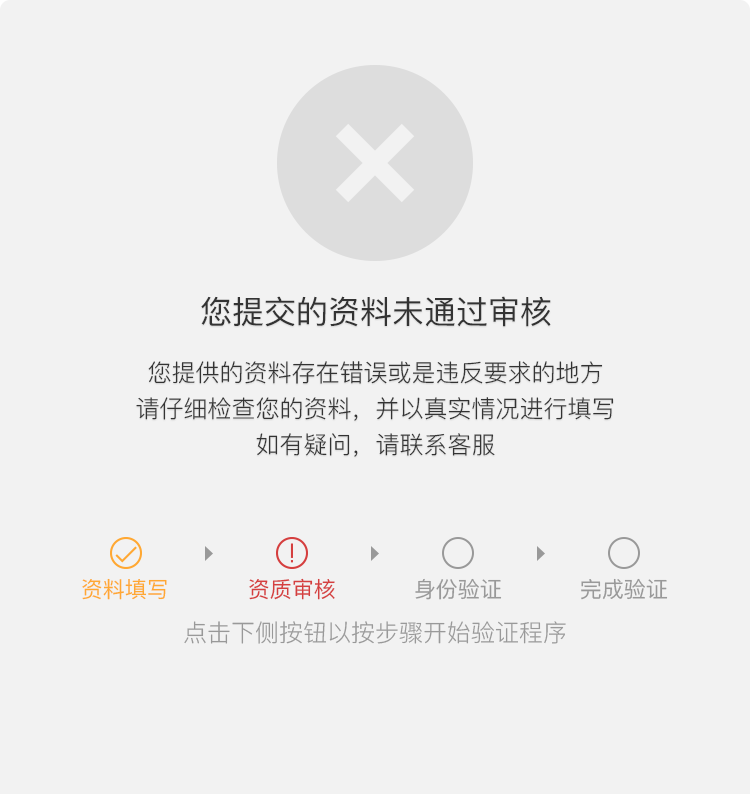 您提交的资料未通过审核
您提供的资料存在错误或是违反要求的地方
请仔细检查您的资料，并以真实情况进行填写
如有疑问，请联系客服
资料填写 资质审核 身份验证 完成验证
点击下侧按钮以按步骤开始验证程序